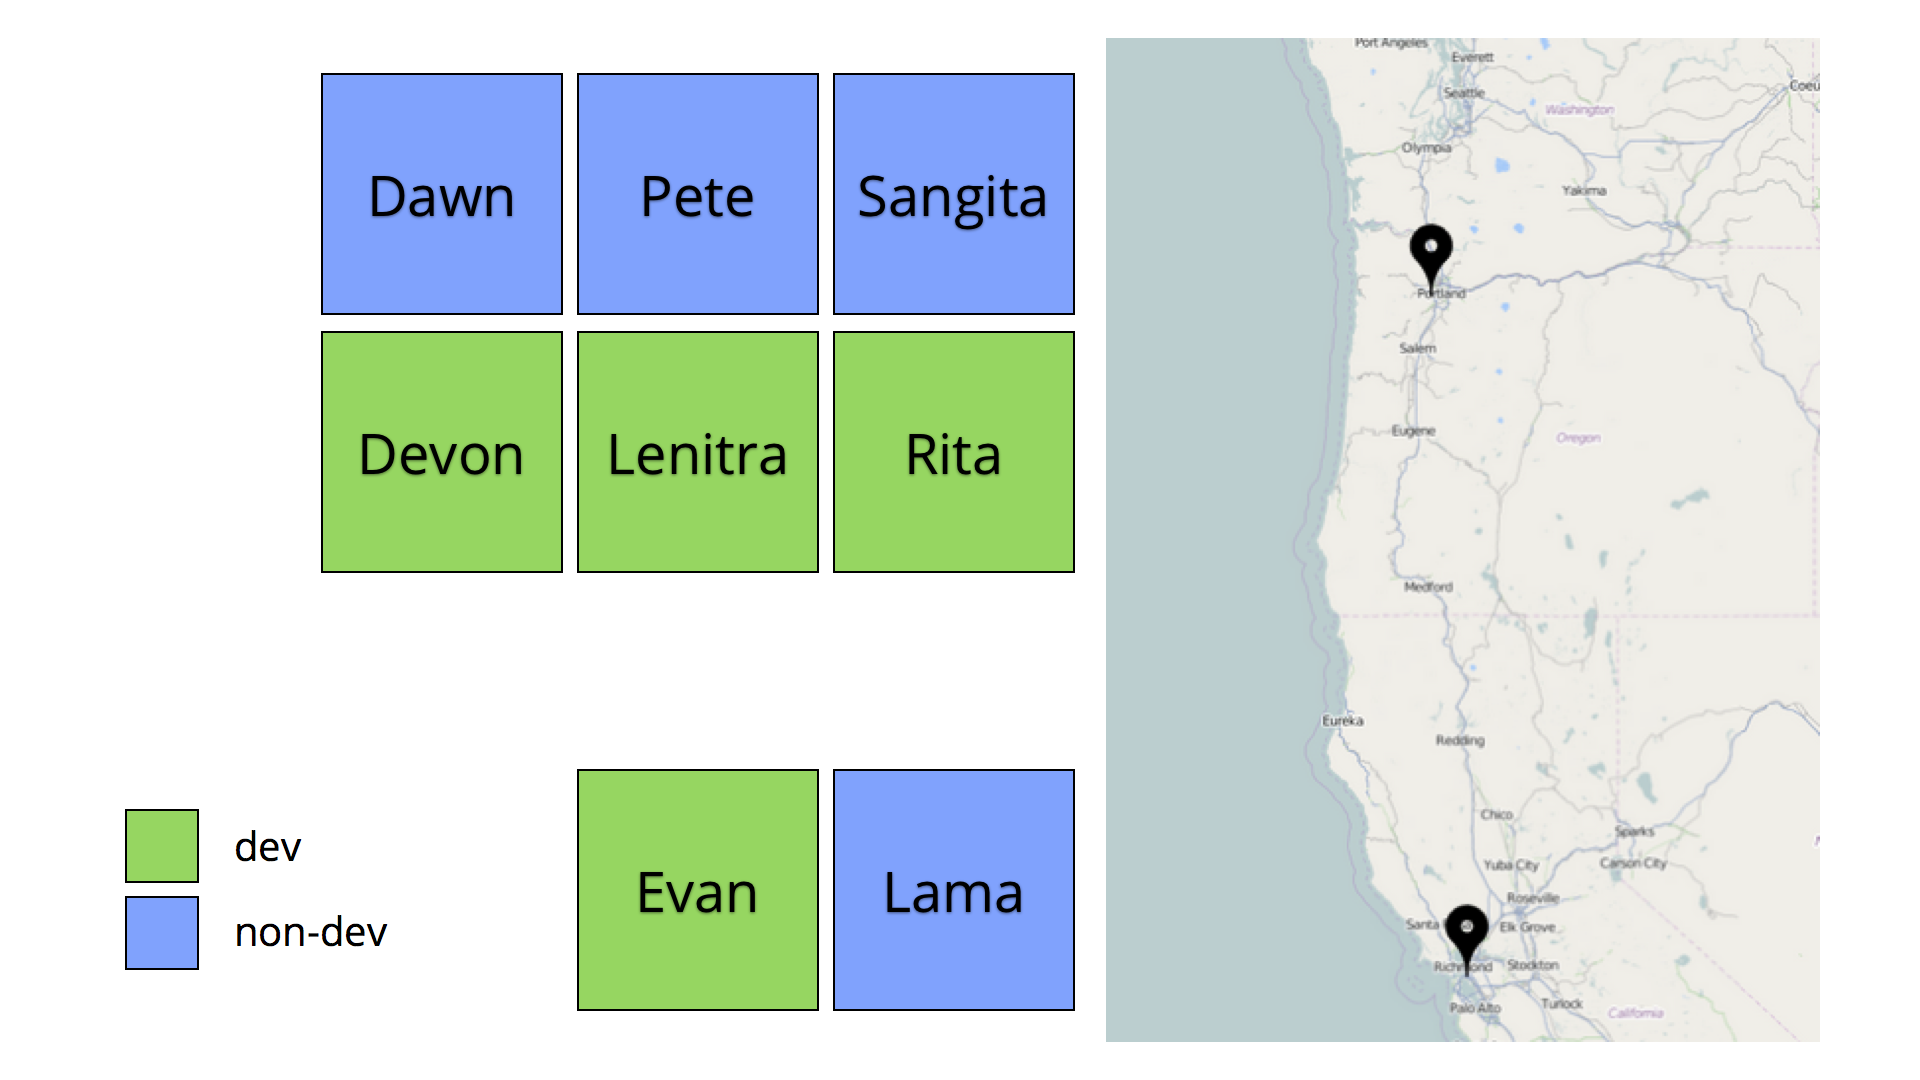 Dawn
Pete
Sangita
Devon
Lenitra
Rita
Evan
Lama
dev
non-dev
Port Angeles
Everett
Seattle
Coeu
Washington
Olympia
Yakima
Portland
Salem
Eugene
Oregon
Medford
Eureka
Redding
Chico
Sparks
Yuba City
Carson City
Roseville
Santa
Elk Grove
Richmond
Stockton
Palo Alto
Turlock
California